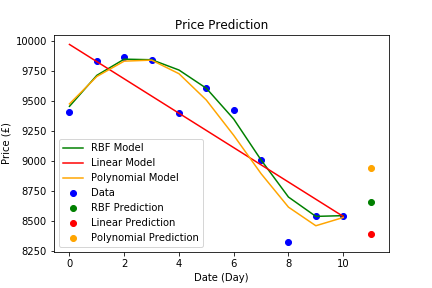 Price Prediction
10000
9750
9500
9250
9000
8750
8500
8250
Price (£)
RBF Model
Linear Model
Polynomial Model
Data
RBF Prediction
Linear Prediction
Polynomial Prediction
0 2 4 6 8 10
Date (Day)